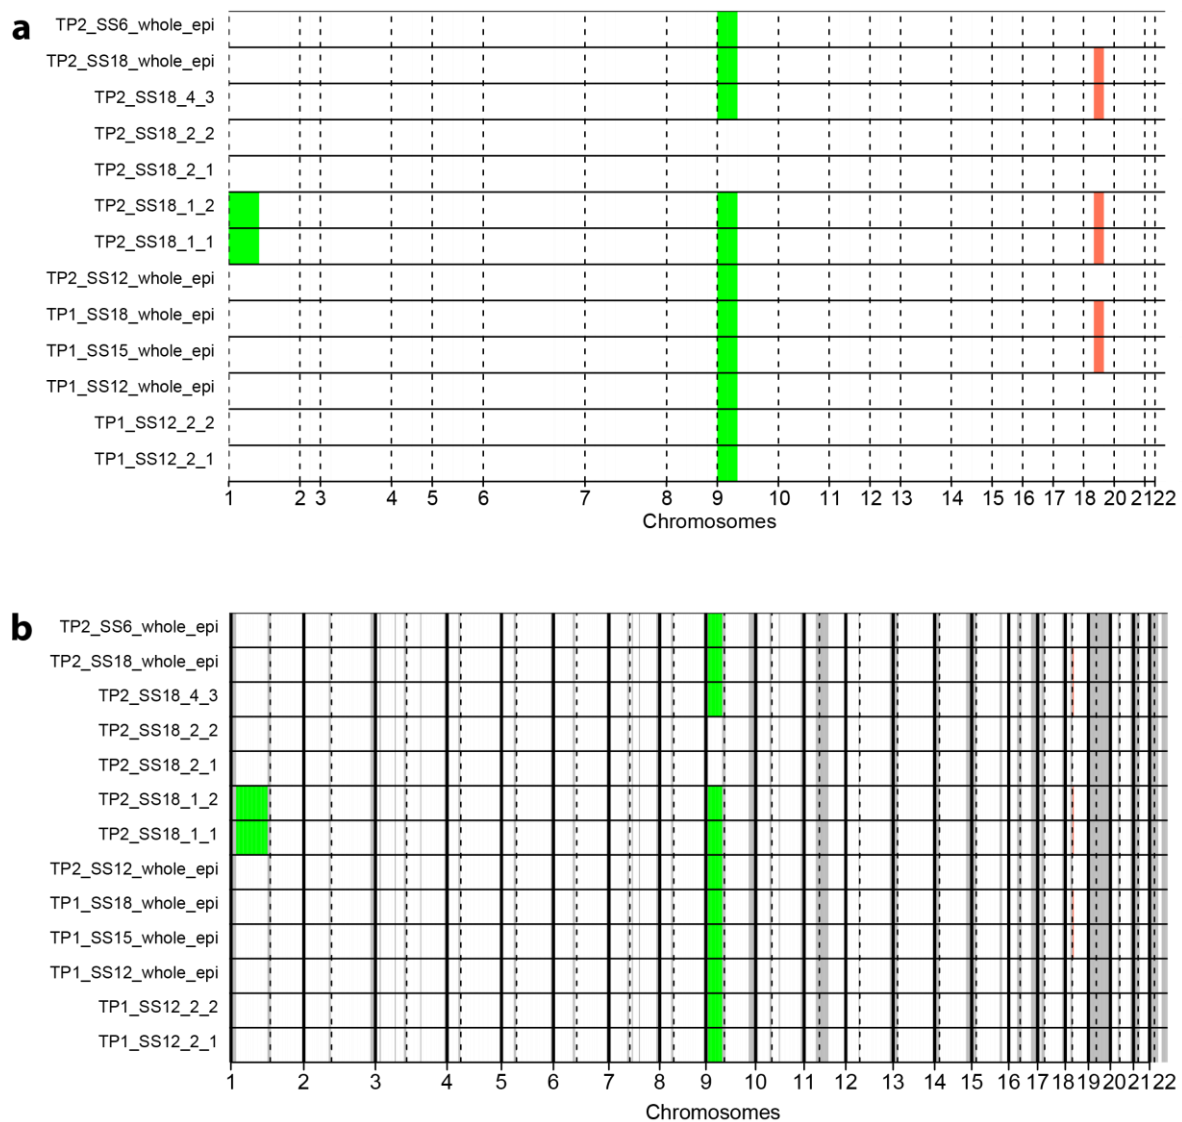 a
TP2_SS6_whole_epi
TP2_SS18_whole_epi
TP2_SS18_4_3
TP2_SS18_2_2
TP2_SS18_2_1
TP2_SS18_1_2
TP2_SS18_1_1
TP2_SS12_whole_epi
TP1_SS18_whole_epi
TP1_SS15_whole_epi
TP1_SS12_whole_epi
TP1_SS12_2_2
TP1_SS12_2_1
1 2 3 4 5 6 7 8 9 10 11 12 13 14 15 16 17 18 20 21 22
Chromosomes
b
TP2_SS6_whole_epi
TP2_SS18_whole_epi
TP2_SS18_4_3
TP2_SS18_2_2
TP2_SS18_2_1
TP2_SS18_1_2
TP2_SS18_1_1
TP2_SS12_whole_epi
TP1_SS18_whole_epi
TP1_SS15_whole_epi
TP1_SS12_whole_epi
TP1_SS12_2_2
TP1_SS12_2_1
1 2 3 4 5 6 7 8 9 10 11 12 13 14 15 16 17 18 19 20 21 22
Chromosomes